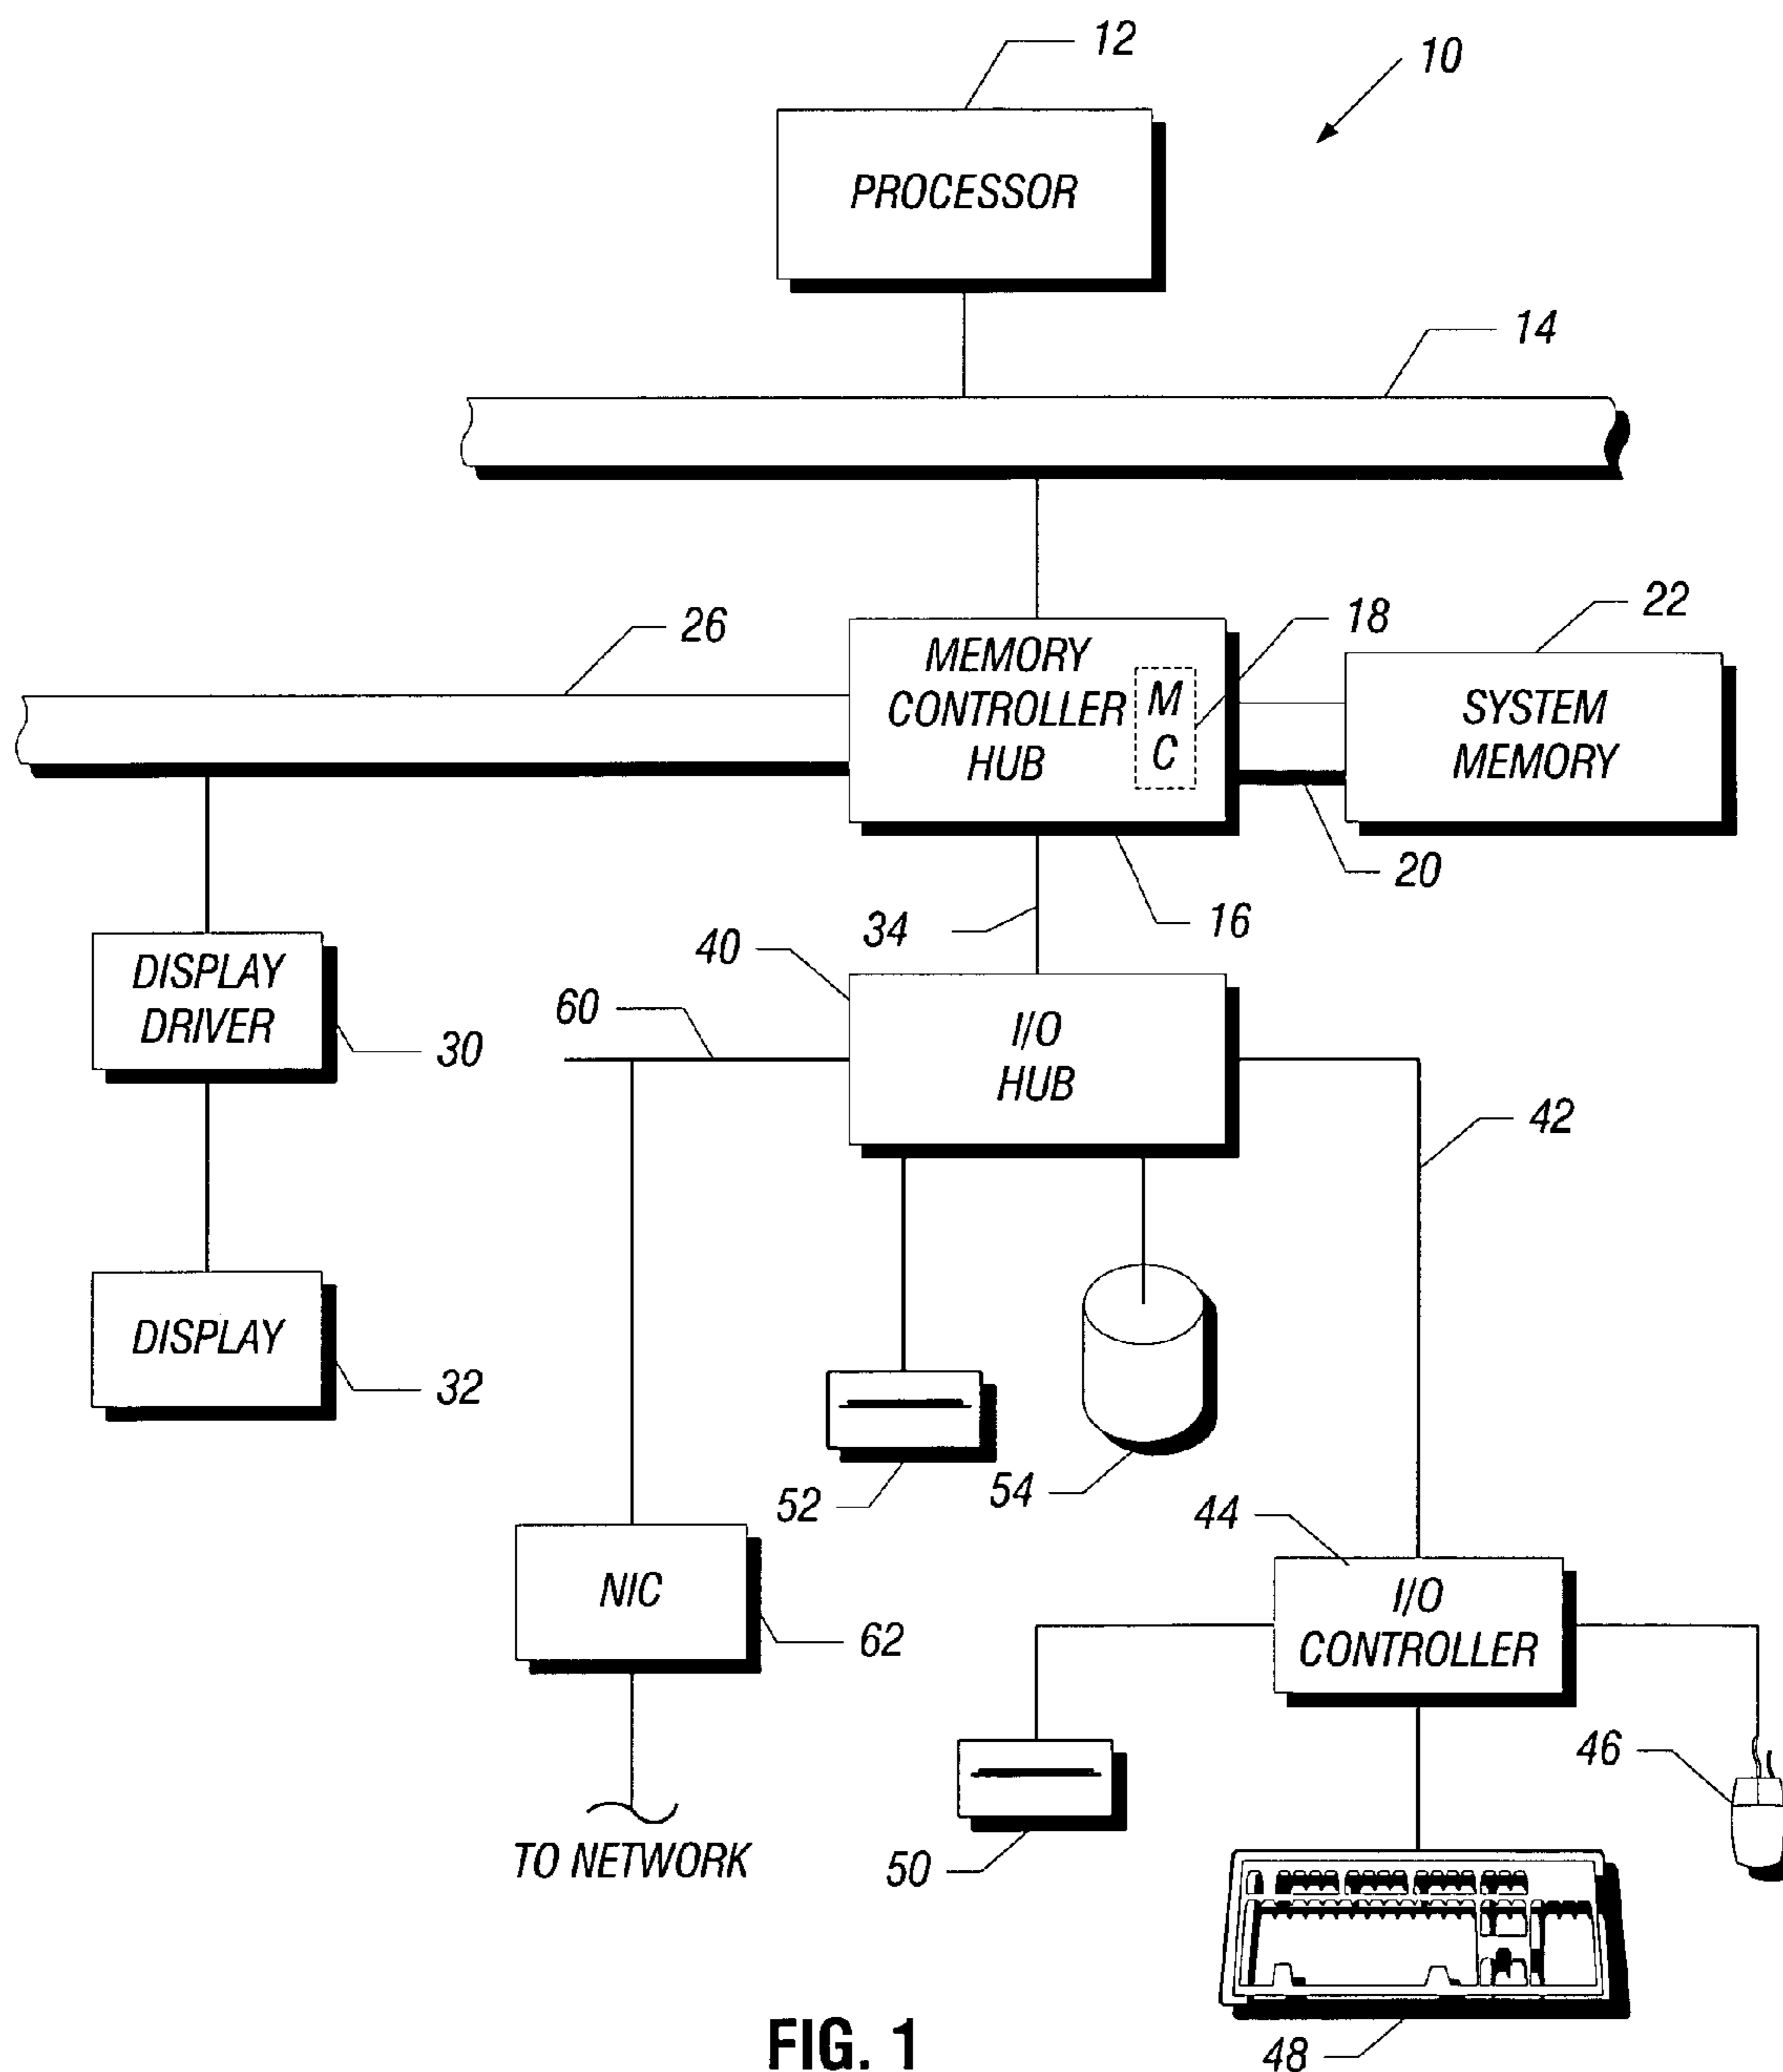 12
10
PROCESSOR
14
26
18
22
MEMORY
CONTROLLER
HUB
M
C
SYSTEM
MEMORY
20
34
16
40
60
DISPLAY
DRIVER
30
I/O
HUB
42
DISPLAY
32
52
54
44
NIC
62
I/O
CONTROLLER
46
TO NETWORK
50
48
FIG. 1